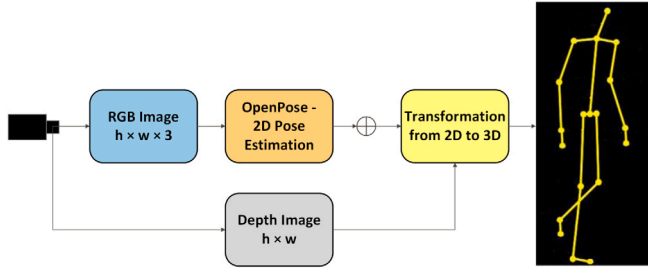 RGB Image
h × w × 3
OpenPose -
2D Pose
Estimation
Transformation
from 2D to 3D
Depth Image
h × w